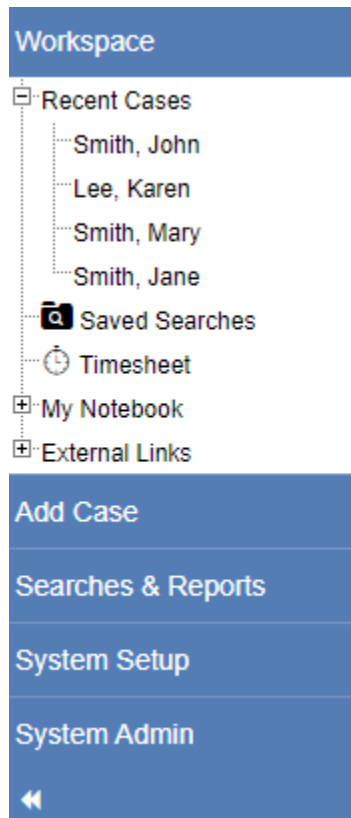 Workspace
Recent Cases
Smith, John
Lee, Karen
Smith, Mary
Smith, Jane
Saved Searches
Timesheet
My Notebook
External Links
Add Case
Searches & Reports
System Setup
System Admin